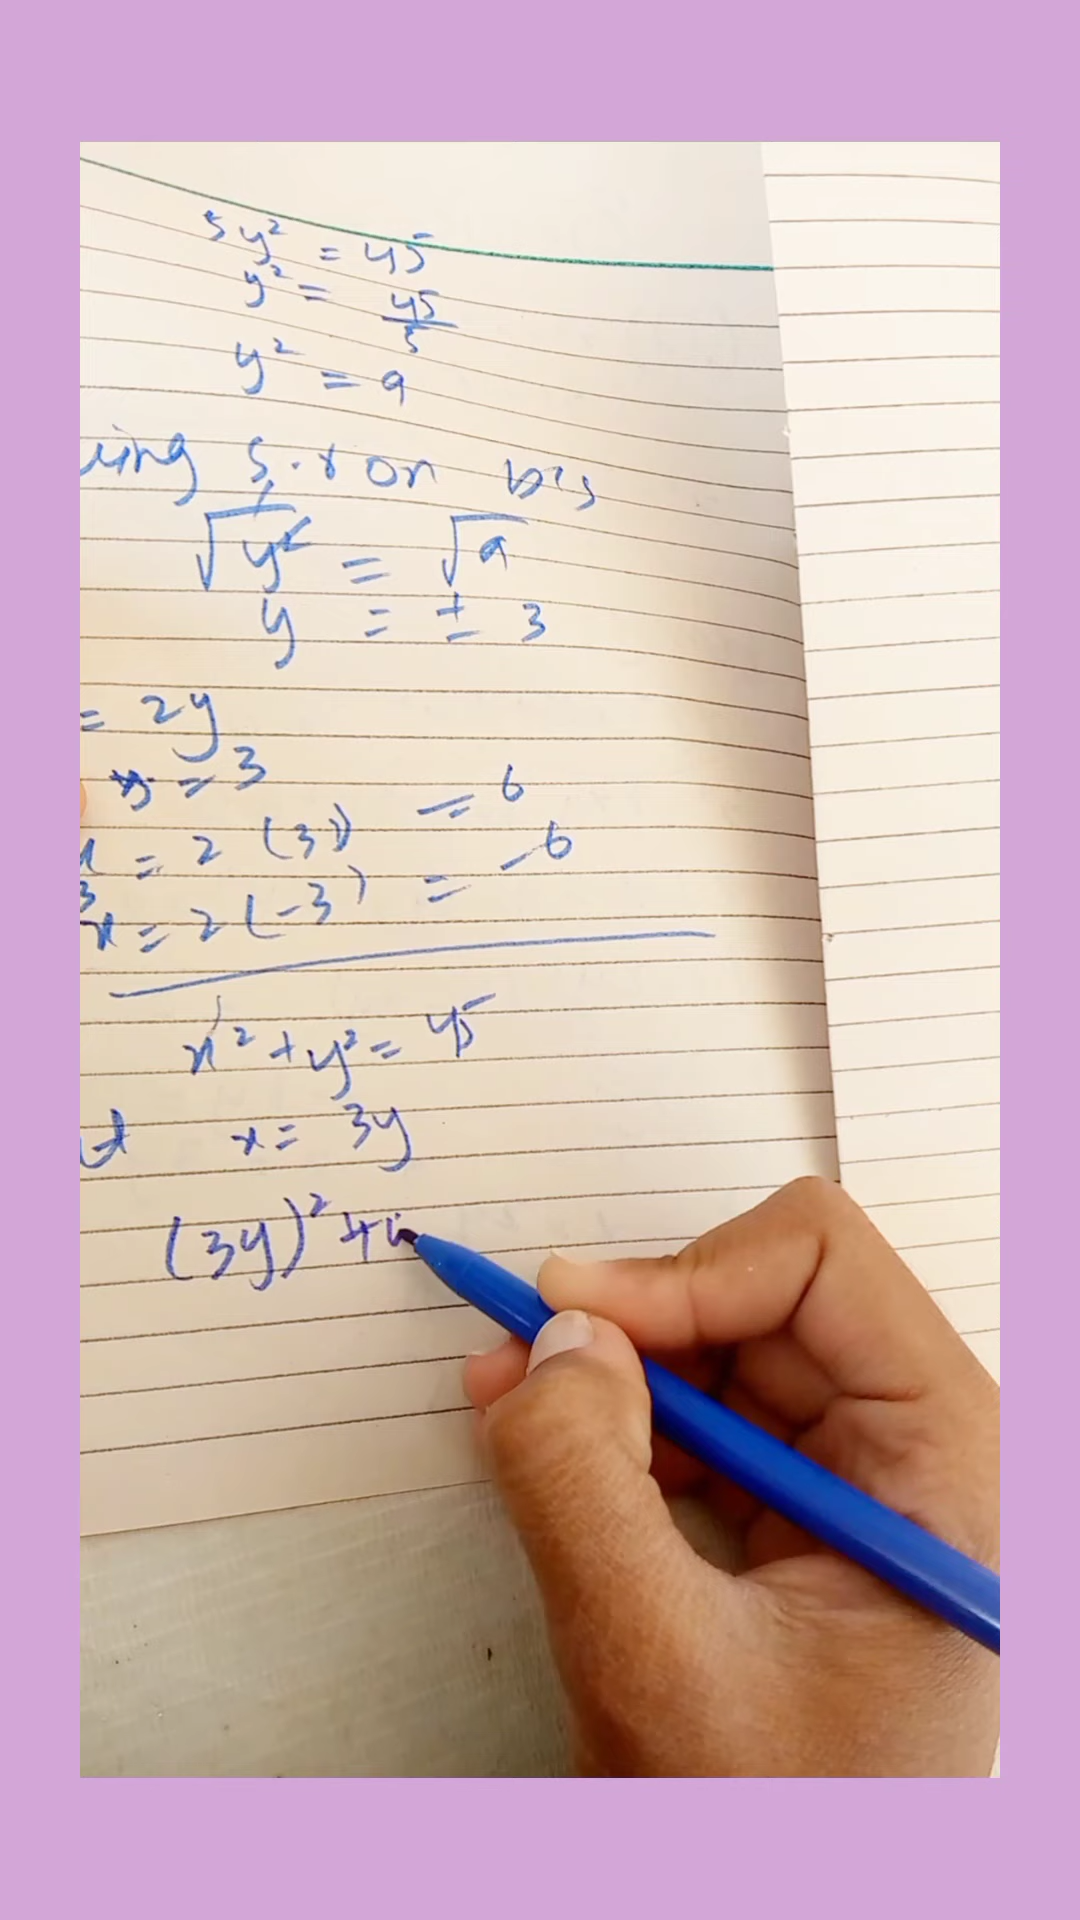 5y² = 45
y² = 45/5
y² = 9
s.r on b.s
√y² = √9
y = ± 3
= 2y
y = 3
x = 2 (3) = 6
x = 2 (-3) = -6
x² + y² = 45
x = 3y
(3y)² + y